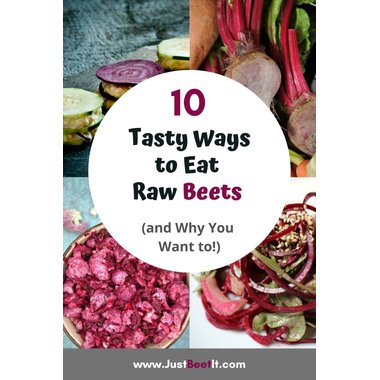 10
Tasty Ways
to Eat
Raw Beets
(and Why You
Want to!)
www.JustBeetIt.com